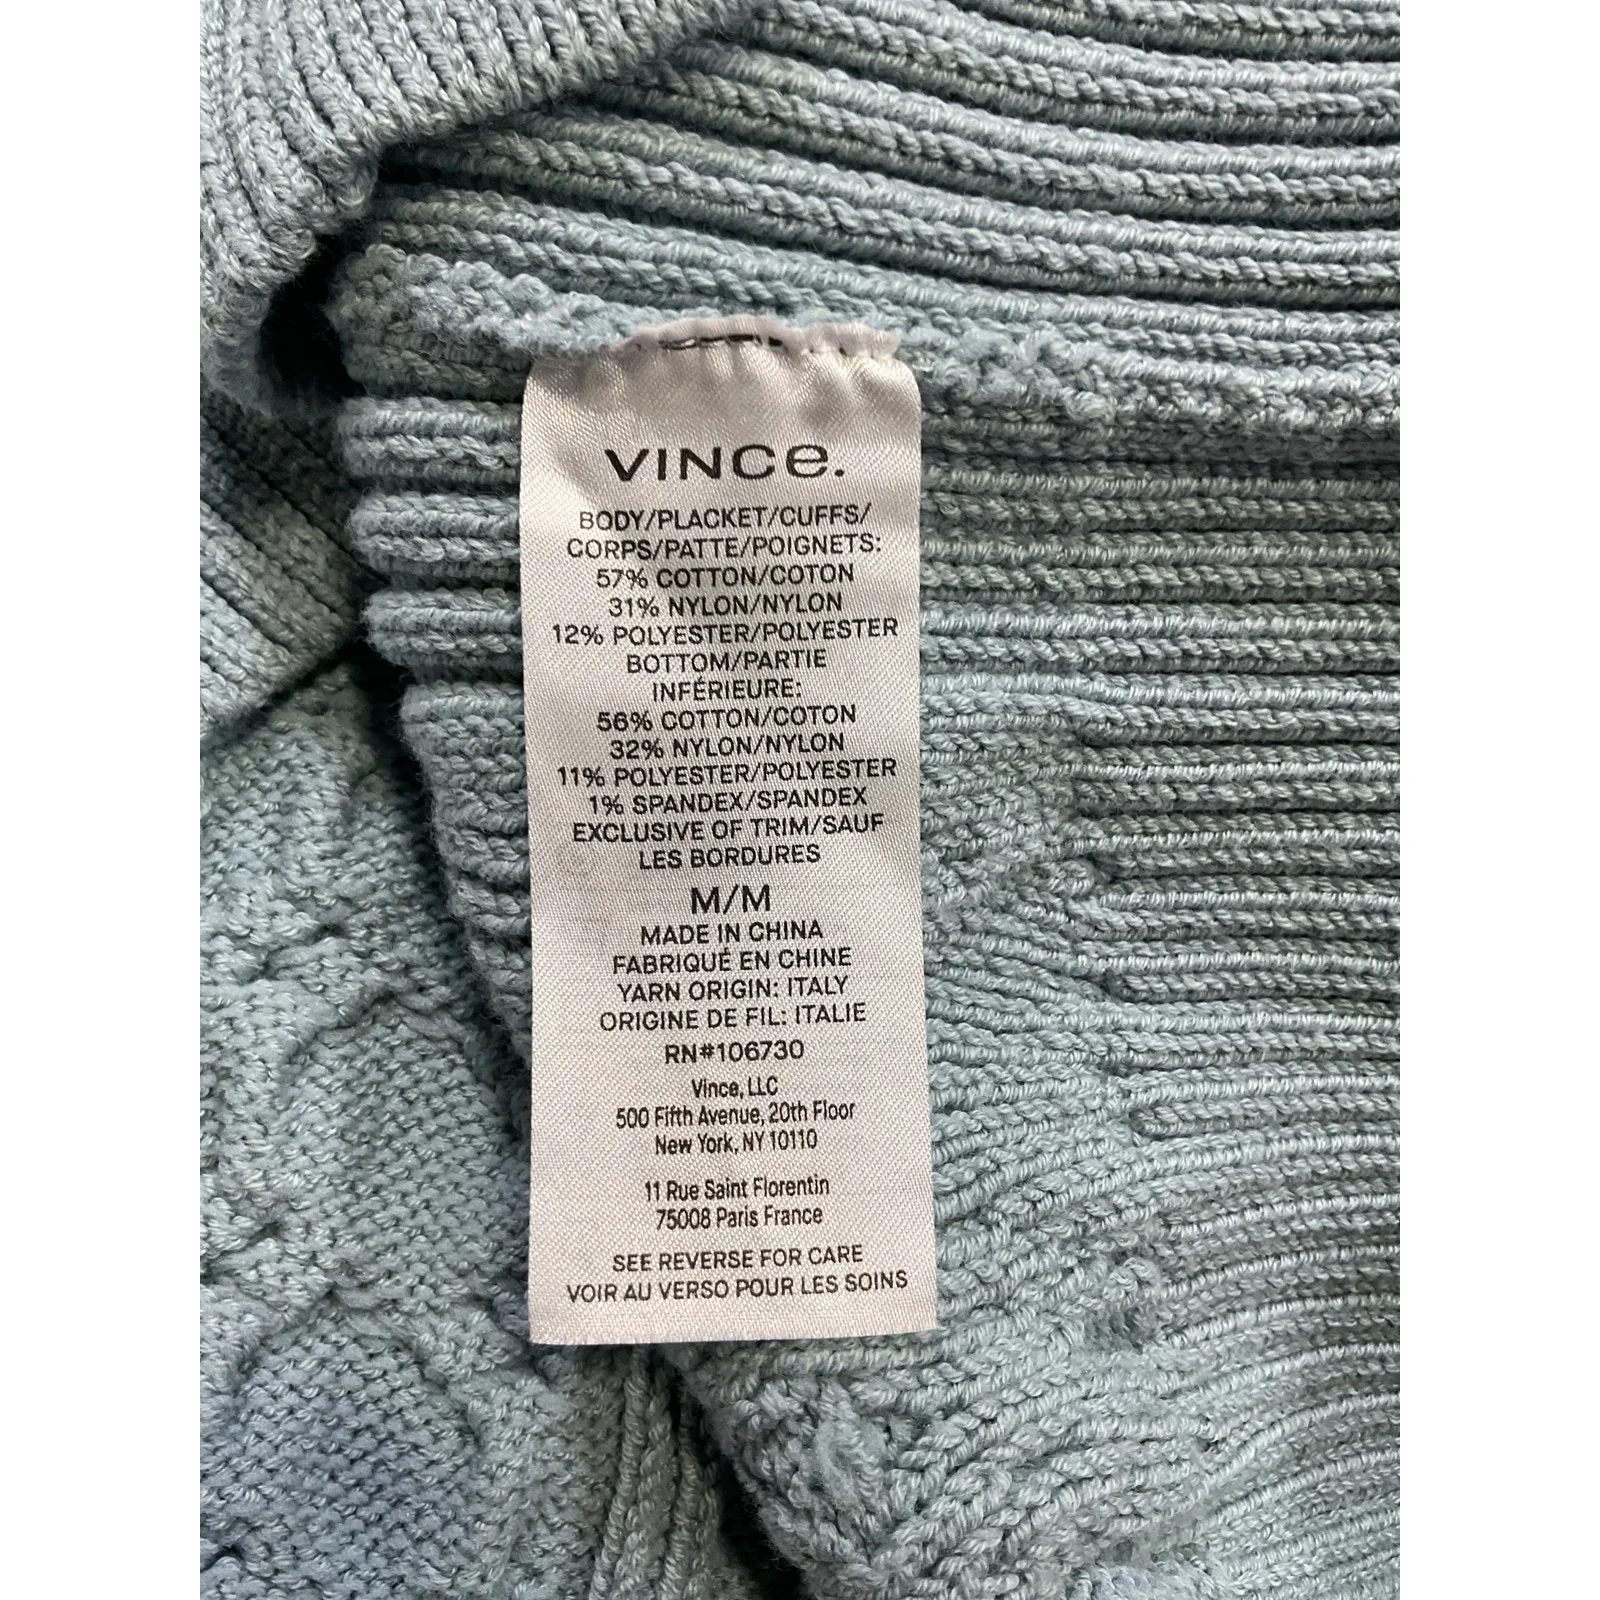 VINCe.
BODY/PLACKET/CUFFS/
CORPS/PATTE/POIGNETS:
57% COTTON/COTON
31% NYLON/NYLON
12% POLYESTER/POLYESTER
BOTTOM/PARTIE
INFÉRIEURE:
56% COTTON/COTON
32% NYLON/NYLON
11% POLYESTER/POLYESTER
1% SPANDEX/SPANDEX
EXCLUSIVE OF TRIM/SAUF
LES BORDURES
M/M
MADE IN CHINA
FABRIQUÉ EN CHINE
YARN ORIGIN: ITALY
ORIGINE DE FIL: ITALIE
RN#106730
Vince, LLC
500 Fifth Avenue, 20th Floor
New York, NY 10110
11 Rue Saint Florentin
75008 Paris France
SEE REVERSE FOR CARE
VOIR AU VERSO POUR LES SOINS